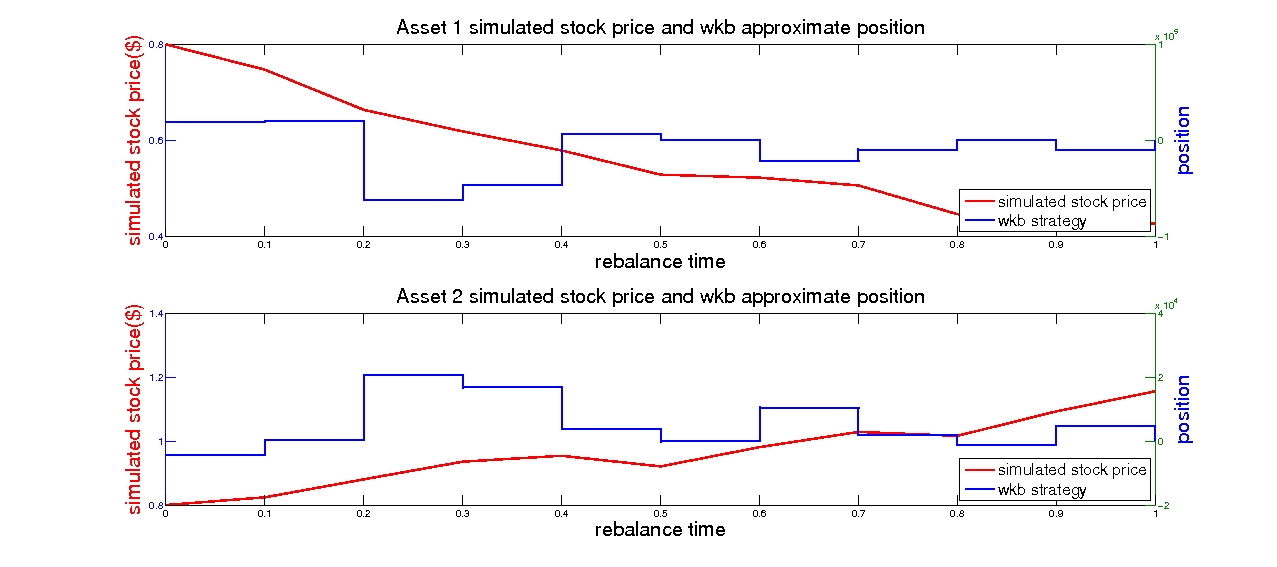 Asset 1 simulated stock price and wkb approximate position
x 10^5
simulated stock price($)
0.8
0.6
0.4
1
0
-1
position
simulated stock price
wkb strategy
0 0.1 0.2 0.3 0.4 0.5 0.6 0.7 0.8 0.9 1
rebalance time
Asset 2 simulated stock price and wkb approximate position
x 10^4
simulated stock price($)
1.4
1.2
1
0.8
4
2
0
-2
position
simulated stock price
wkb strategy
0 0.1 0.2 0.3 0.4 0.5 0.6 0.7 0.8 0.9 1
rebalance time